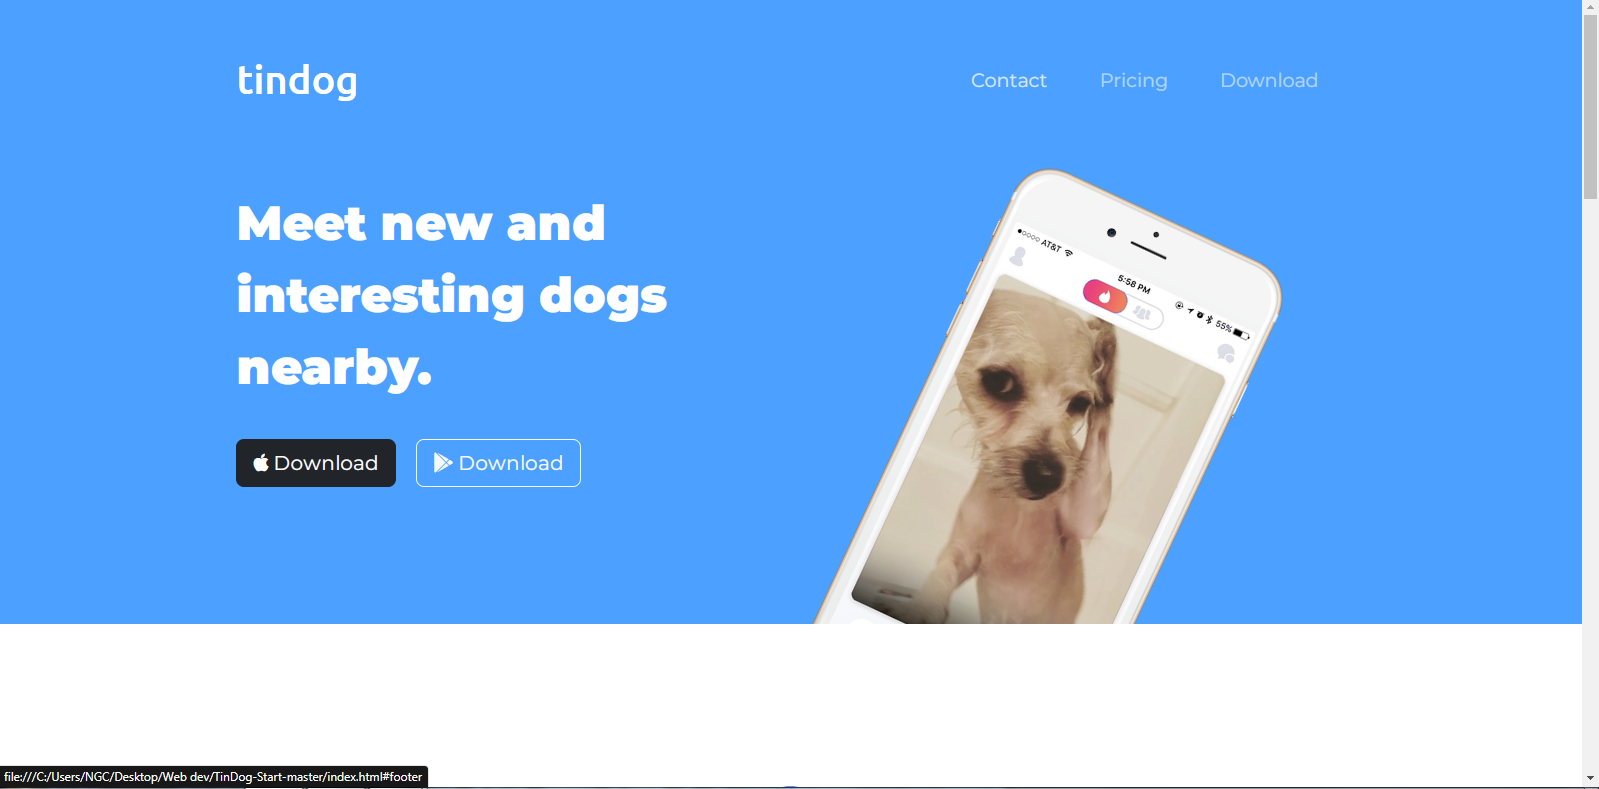 tindog
Contact Pricing Download
Meet new and
interesting dogs
nearby.
Download Download
AT&T
5:58 PM
55%
file:///C:/Users/NGC/Desktop/Web dev/TinDog-Start-master/index.html#footer